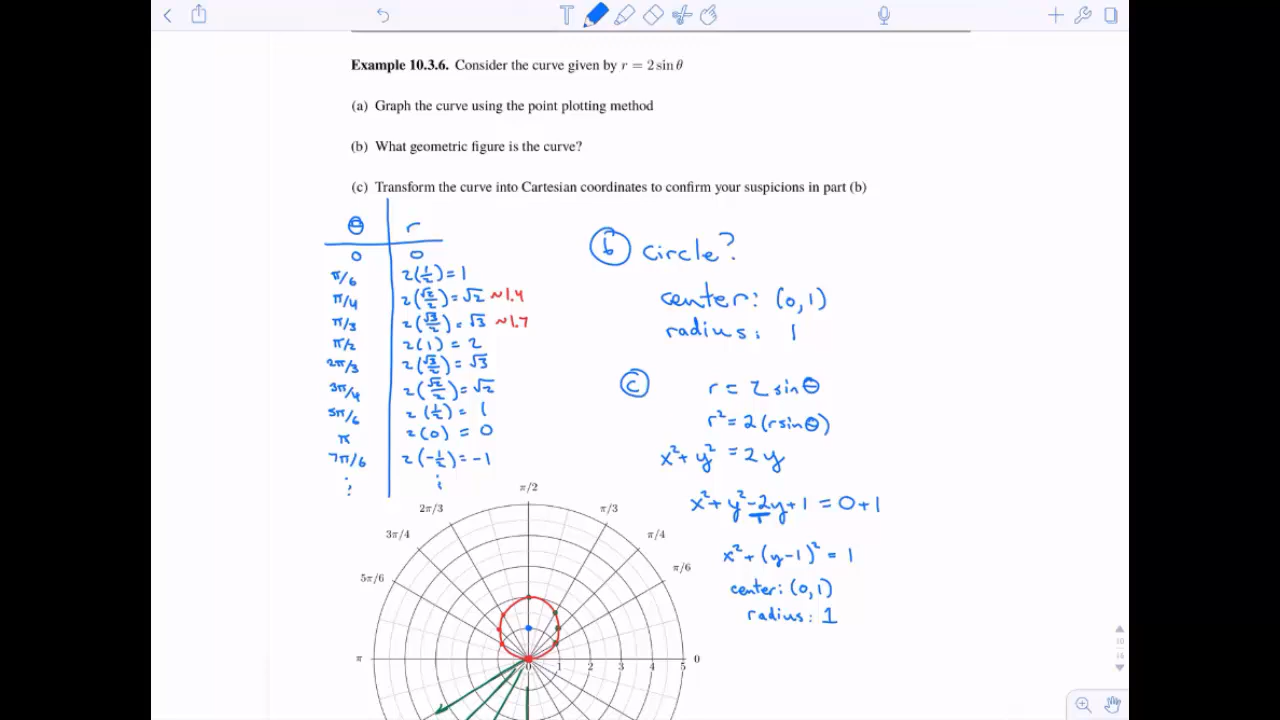 Example 10.3.6. Consider the curve given by r = 2 sin θ
(a) Graph the curve using the point plotting method
(b) What geometric figure is the curve?
(c) Transform the curve into Cartesian coordinates to confirm your suspicions in part (b)
θ r
0 0
π/6 2(1/2) = 1
π/4 2(√2/2) = √2 ~1.4
π/3 2(√3/2) = √3 ~1.7
π/2 2(1) = 2
2π/3 2(√3/2) = √3
3π/4 2(√2/2) = √2
5π/6 2(1/2) = 1
π 2(0) = 0
7π/6 2(-1/2) = -1
⋮ ⋮
b circle?
center: (0,1)
radius: 1
c r = 2 sin θ
r² = 2(r sin θ)
x² + y² = 2y
x² + y² - 2y + 1 = 0 + 1
x² + (y-1)² = 1
center: (0,1)
radius: 1
π/2
2π/3 π/3
3π/4 π/4
5π/6 π/6
π 0 1 2 3 4 5 0